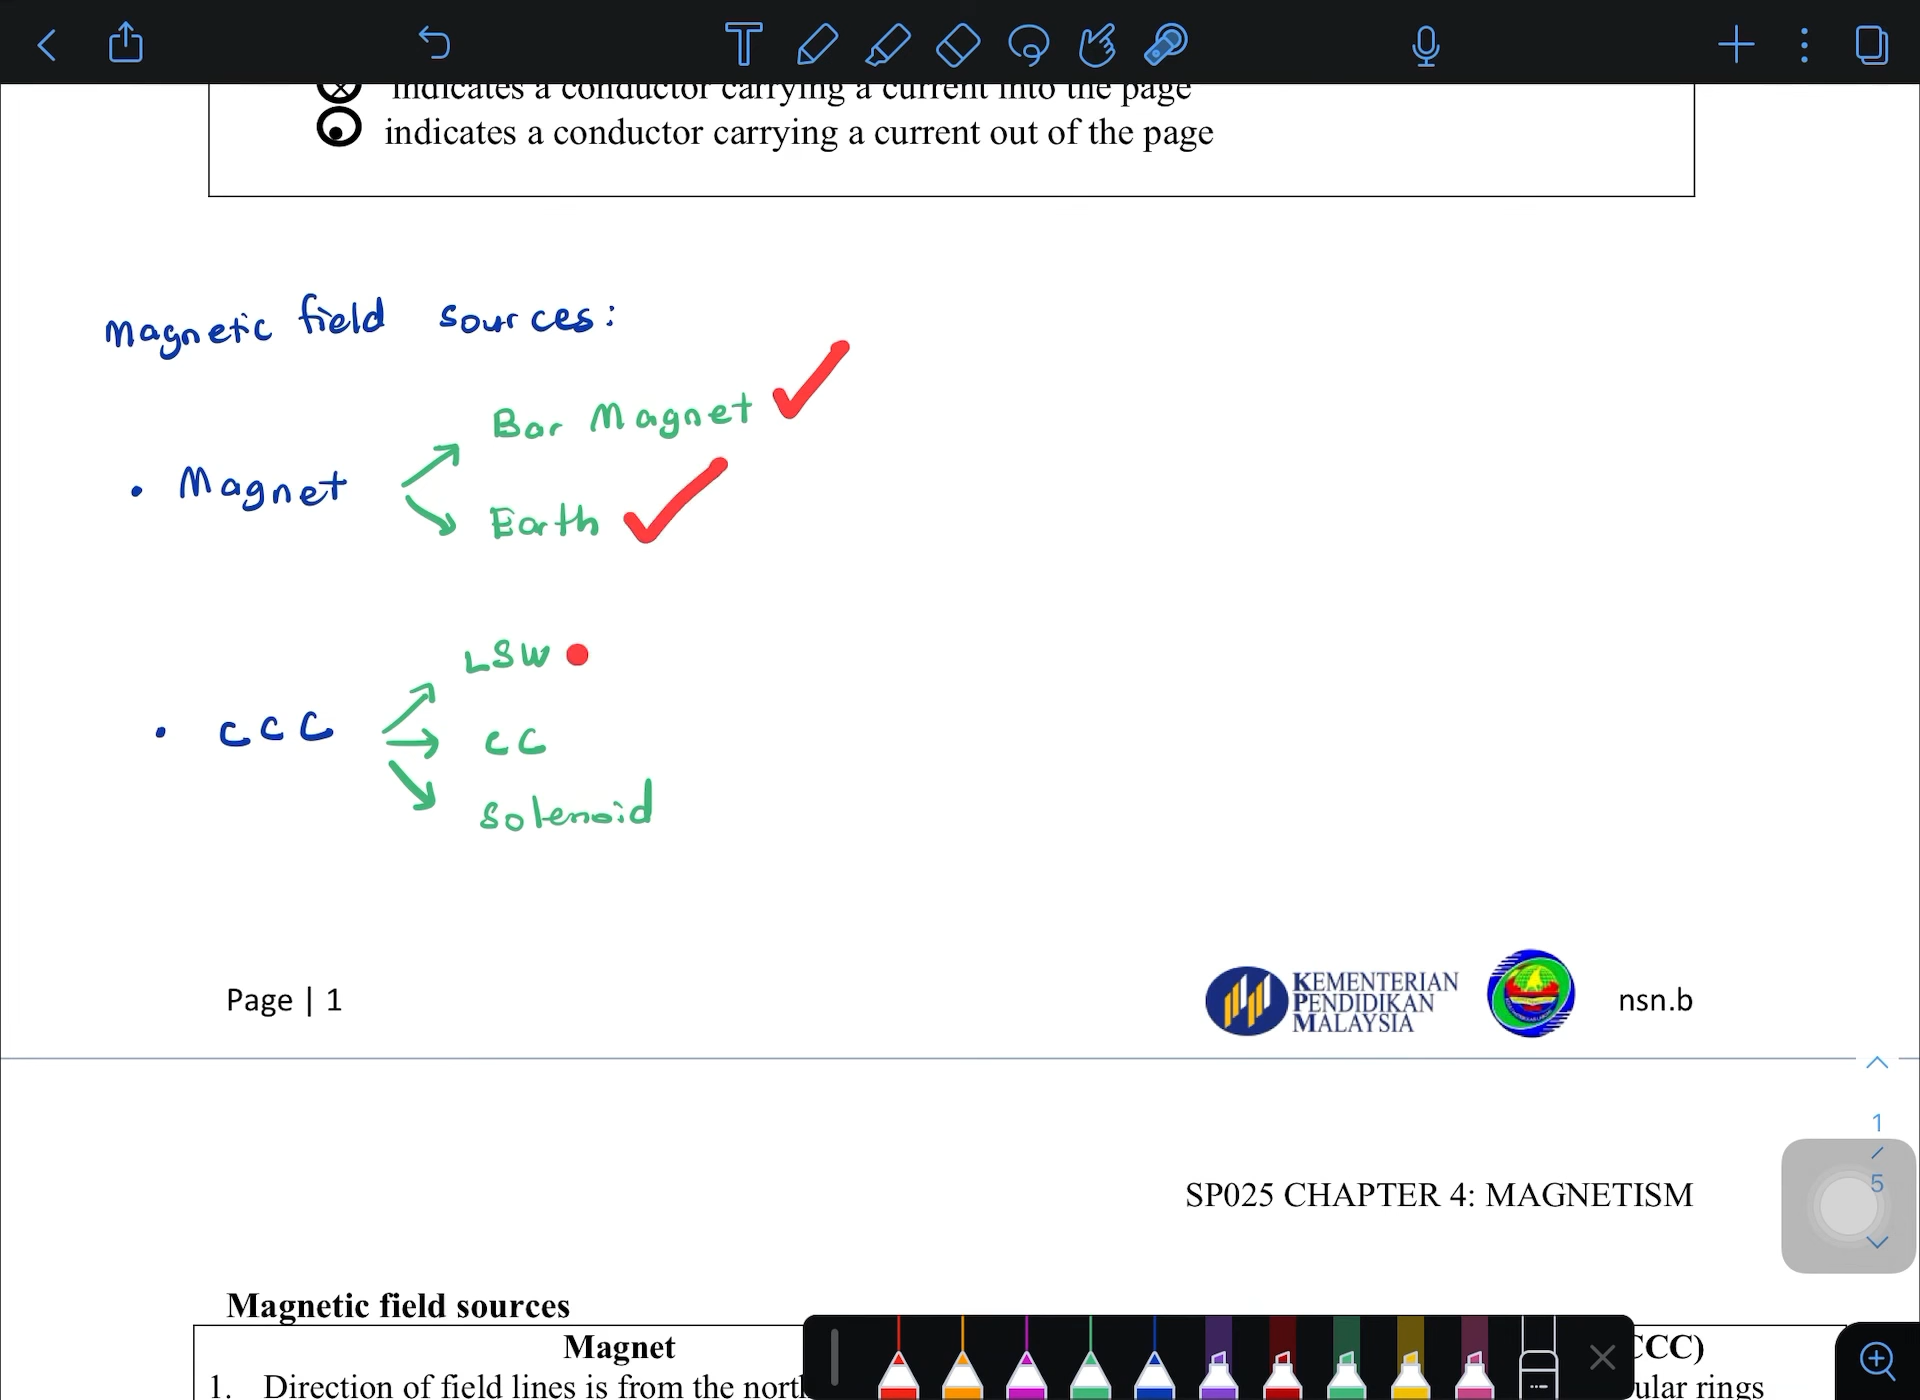 indicates a conductor carrying a current into the page
indicates a conductor carrying a current out of the page
Magnetic field sources:
Bar Magnet
• Magnet
Earth
LSW
• CCC
CC
Solenoid
Page | 1
KEMENTERIAN
PENDIDIKAN
MALAYSIA
nsn.b
1
/
5
SP025 CHAPTER 4: MAGNETISM
Magnetic field sources
Magnet
CCC)
1. Direction of field lines is from the nort
ular rings